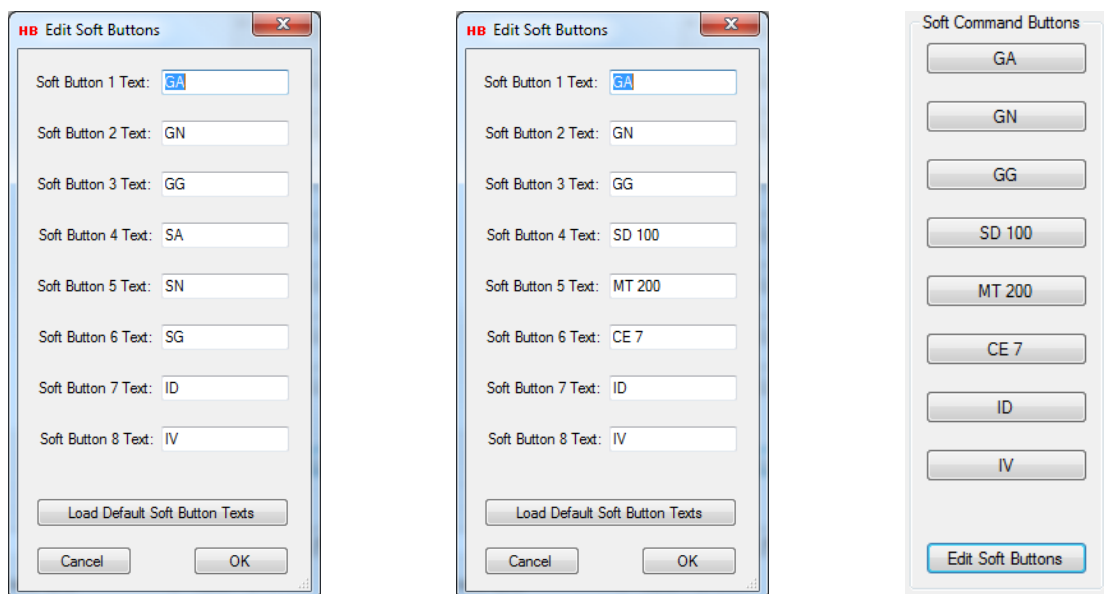 HB Edit Soft Buttons
Soft Button 1 Text: GA
Soft Button 2 Text: GN
Soft Button 3 Text: GG
Soft Button 4 Text: SA
Soft Button 5 Text: SN
Soft Button 6 Text: SG
Soft Button 7 Text: ID
Soft Button 8 Text: IV
Load Default Soft Button Texts
Cancel OK
HB Edit Soft Buttons
Soft Button 1 Text: GA
Soft Button 2 Text: GN
Soft Button 3 Text: GG
Soft Button 4 Text: SD 100
Soft Button 5 Text: MT 200
Soft Button 6 Text: CE 7
Soft Button 7 Text: ID
Soft Button 8 Text: IV
Load Default Soft Button Texts
Cancel OK
Soft Command Buttons
GA
GN
GG
SD 100
MT 200
CE 7
ID
IV
Edit Soft Buttons